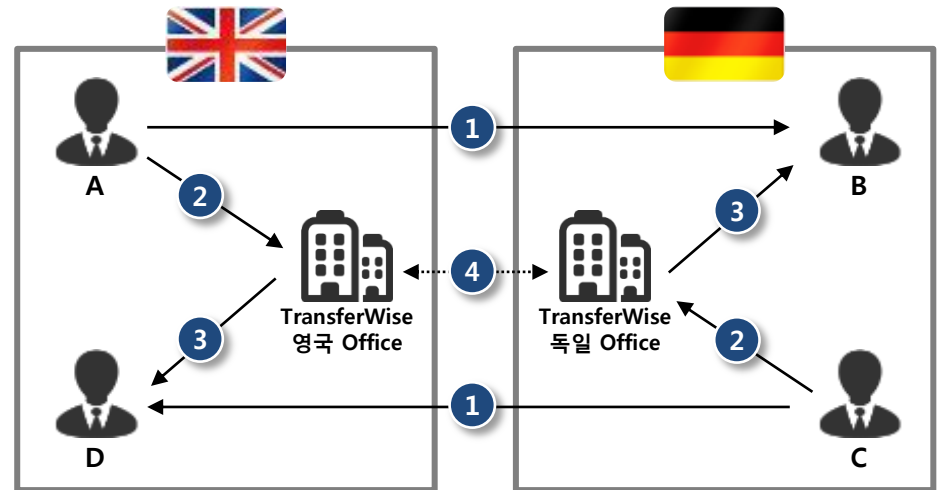 1
A
B
2
3
4
TransferWise
영국 Office
TransferWise
독일 Office
3
2
1
D
C